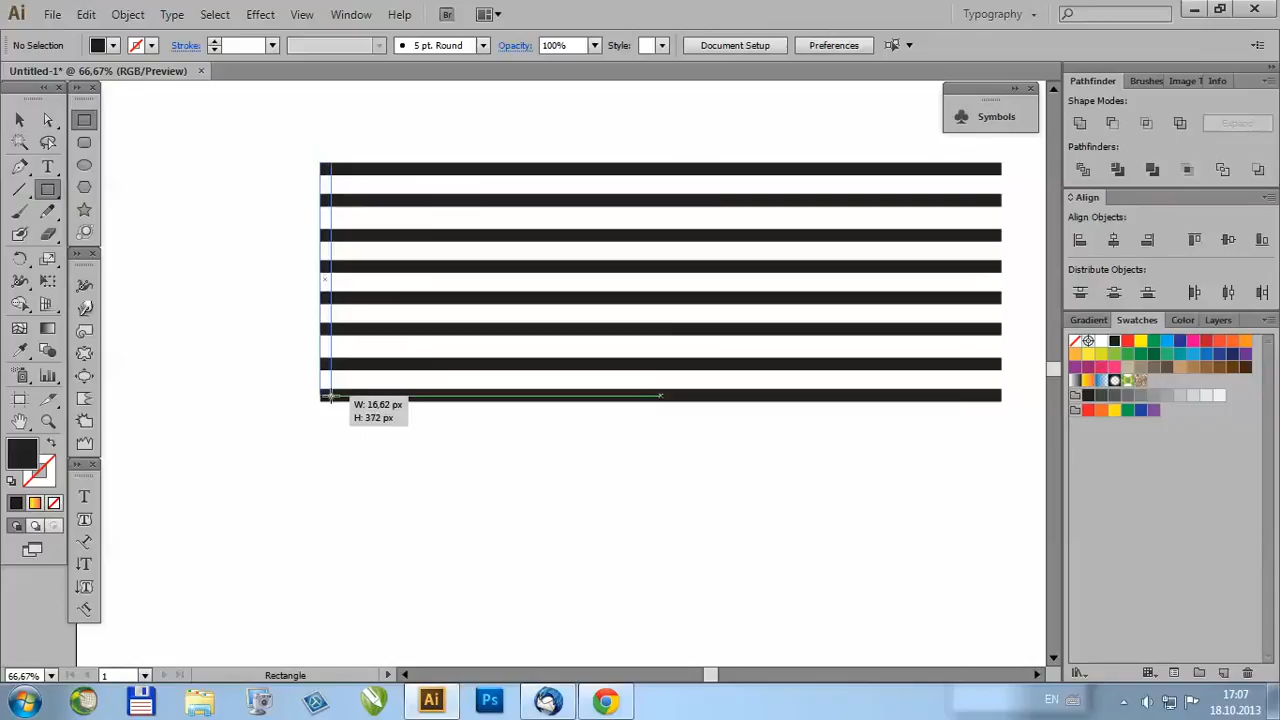 Ai File Edit Object Type Select Effect View Window Help Br Typography
No Selection Stroke: 5 pt. Round Opacity: 100% Style: Document Setup Preferences
Untitled-1* @ 66,67% (RGB/Preview)
Symbols
Pathfinder Brushes Image T Info
Shape Modes:
Expand
Pathfinders:
Align
Align Objects:
Distribute Objects:
Gradient Swatches Color Layers
W: 16,62 px
H: 372 px
66,67% 1 Rectangle
Ai Ps EN 17:07
18.10.2013